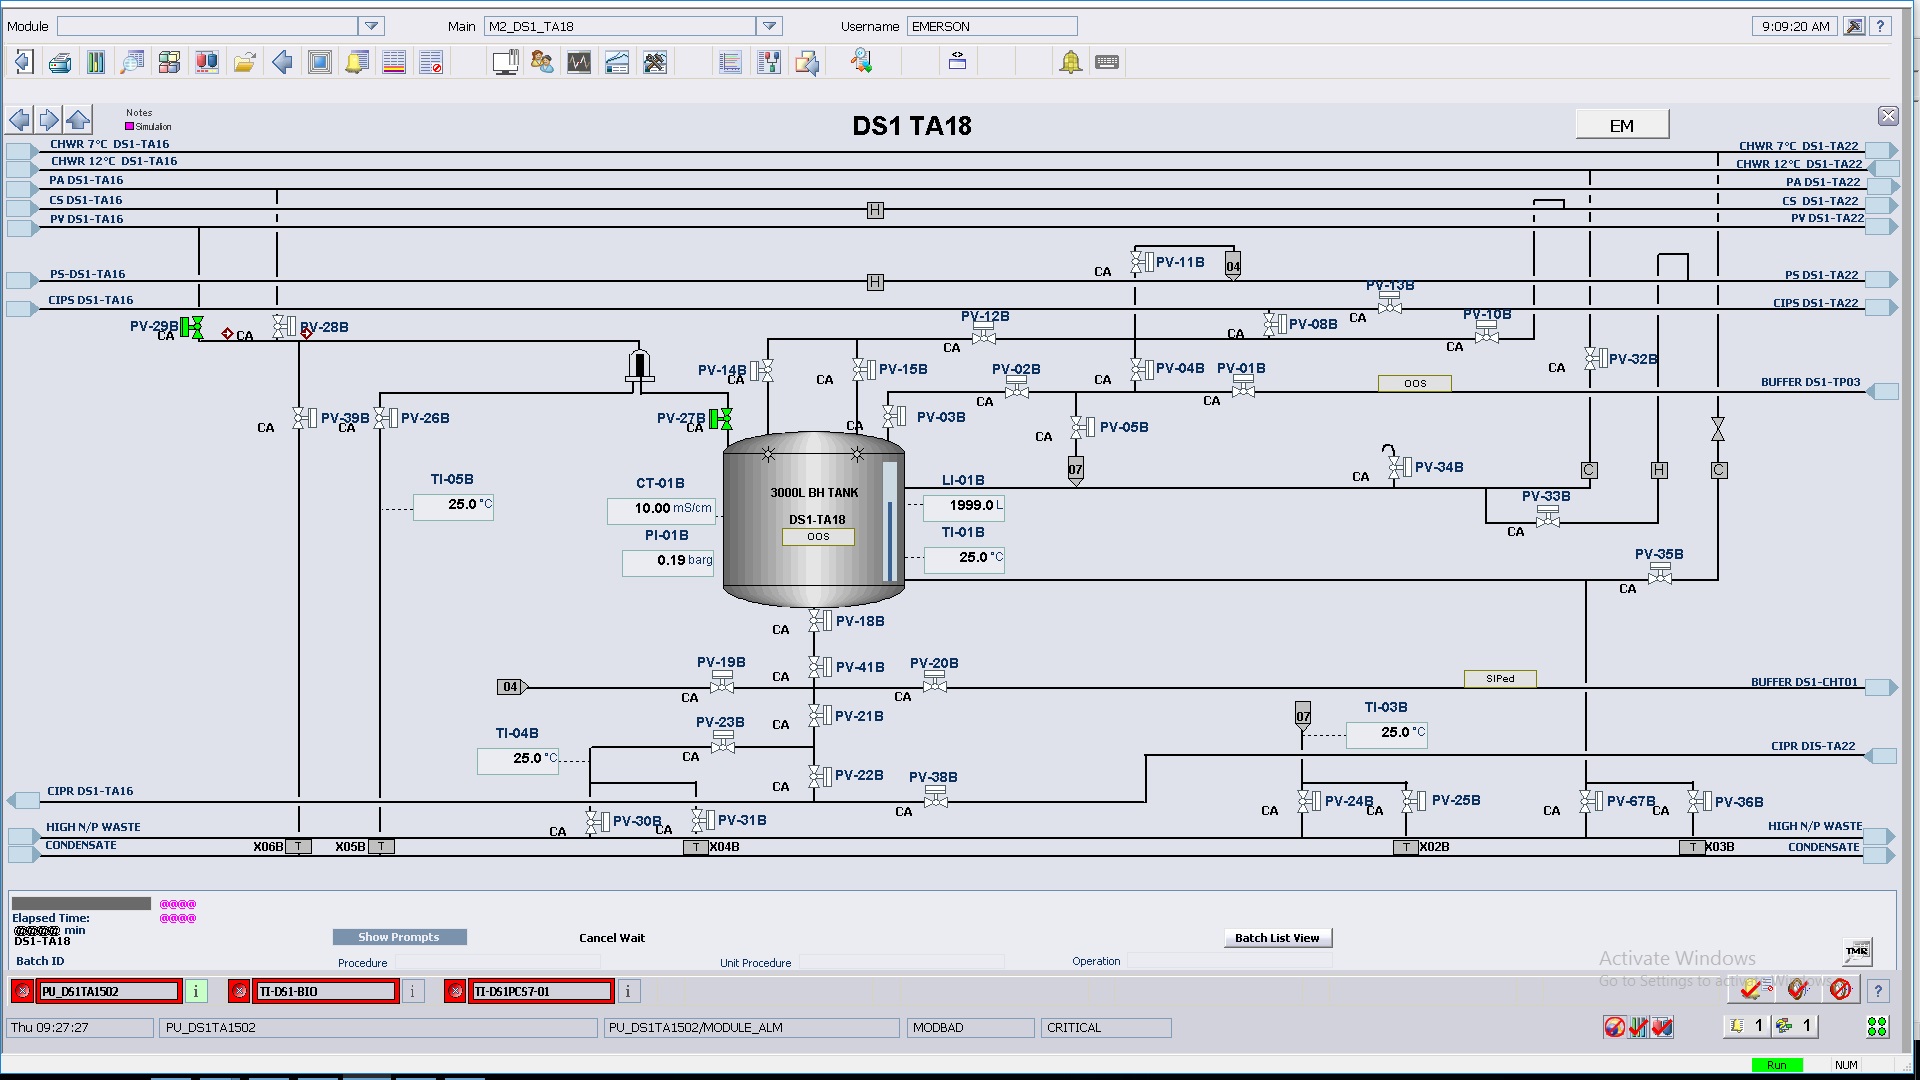 Module
Main M2_DS1_TA18
Username EMERSON
9:09:20 AM
?
Notes
Simulation
DS1 TA18
EM
CHWR 7°C DS1-TA16
CHWR 7°C DS1-TA22
CHWR 12°C DS1-TA16
CHWR 12°C DS1-TA22
PA DS1-TA16
PA DS1-TA22
CS DS1-TA16
H
CS DS1-TA22
PV DS1-TA16
PV DS1-TA22
PV-11B
CA
04
PS-DS1-TA16
H
PS DS1-TA22
PV-13B
CIPS DS1-TA16
CIPS DS1-TA22
CA
PV-12B
PV-08B
PV-10B
PV-29B
CA
CA
PV-28B
CA
CA
CA
PV-32B
CA
PV-14B
CA
CA
PV-15B
PV-02B
CA
CA
PV-04B
PV-01B
CA
OOS
BUFFER DS1-TP03
CA
PV-39B
CA
PV-26B
PV-27B
CA
CA
PV-03B
CA
PV-05B
07
CA
PV-34B
C
H
C
TI-05B
25.0 °C
CT-01B
10.00 mS/cm
PI-01B
0.19 barg
3000L BH TANK
DS1-TA18
OOS
LI-01B
1999.0 L
TI-01B
25.0 °C
PV-33B
CA
PV-35B
CA
CA
PV-18B
PV-19B
CA
CA
PV-41B
PV-20B
CA
04
SIPed
BUFFER DS1-CHT01
PV-23B
CA
CA
PV-21B
07
TI-03B
25.0 °C
TI-04B
25.0 °C
CIPR DIS-TA22
CA
PV-22B
PV-38B
CA
CIPR DS1-TA16
CA
PV-30B
CA
PV-31B
CA
PV-24B
CA
PV-25B
CA
PV-67B
CA
PV-36B
HIGH N/P WASTE
HIGH N/P WASTE
CONDENSATE
X06B T
X05B T
T X04B
T X02B
T X03B
CONDENSATE
@@@@
Elapsed Time:
@@@@
@@@@ min
DS1-TA18
Show Prompts
Cancel Wait
Batch List View
TMR
Batch ID
Procedure
Unit Procedure
Operation
Activate Windows
Go to Settings to activate Windows.
PU_DS1TA1502
i
TI-DS1-BIO
i
TI-DS1PCS7-01
i
?
Thu 09:27:27
PU_DS1TA1502
PU_DS1TA1502/MODULE_ALM
MODBAD
CRITICAL
1
1
Run
NUM